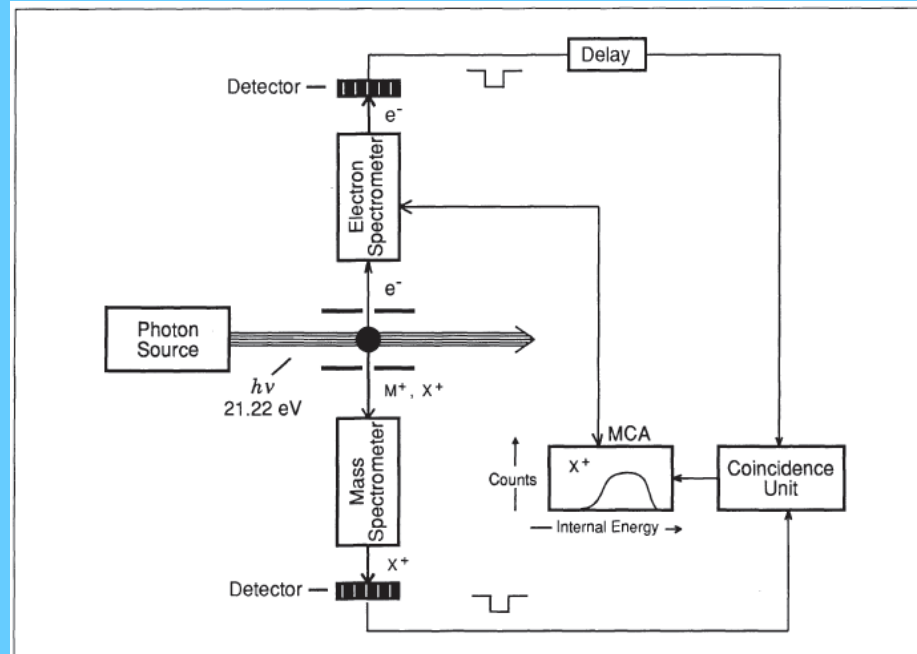 Delay
Detector
e-
Electron
Spectrometer
e-
Photon
Source
hν
21.22 eV
M+, X+
Mass
Spectrometer
MCA
X+
Counts
Internal Energy
Coincidence
Unit
X+
Detector